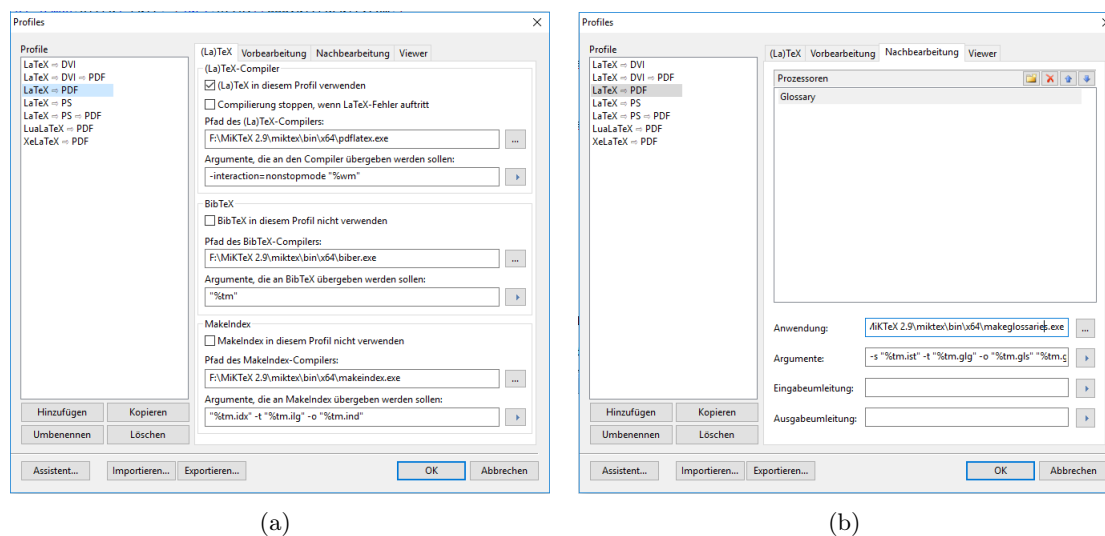 Profiles
Profile
LaTeX ⇨ DVI
LaTeX ⇨ DVI ⇨ PDF
LaTeX ⇨ PDF
LaTeX ⇨ PS
LaTeX ⇨ PS ⇨ PDF
LuaLaTeX ⇨ PDF
XeLaTeX ⇨ PDF
Hinzufügen Kopieren
Umbenennen Löschen
(La)TeX Vorbearbeitung Nachbearbeitung Viewer
(La)TeX-Compiler
(La)TeX in diesem Profil verwenden
Compilierung stoppen, wenn LaTeX-Fehler auftritt
Pfad des (La)TeX-Compilers:
F:\MiKTeX 2.9\miktex\bin\x64\pdflatex.exe ...
Argumente, die an den Compiler übergeben werden sollen:
-interaction=nonstopmode "%wm"
BibTeX
BibTeX in diesem Profil nicht verwenden
Pfad des BibTeX-Compilers:
F:\MiKTeX 2.9\miktex\bin\x64\biber.exe ...
Argumente, die an BibTeX übergeben werden sollen:
"%tm"
MakeIndex
MakeIndex in diesem Profil nicht verwenden
Pfad des MakeIndex-Compilers:
F:\MiKTeX 2.9\miktex\bin\x64\makeindex.exe ...
Argumente, die an MakeIndex übergeben werden sollen:
"%tm.idx" -t "%tm.ilg" -o "%tm.ind"
Assistent... Importieren... Exportieren... OK Abbrechen
(a)
Profiles
Profile
LaTeX ⇨ DVI
LaTeX ⇨ DVI ⇨ PDF
LaTeX ⇨ PDF
LaTeX ⇨ PS
LaTeX ⇨ PS ⇨ PDF
LuaLaTeX ⇨ PDF
XeLaTeX ⇨ PDF
Hinzufügen Kopieren
Umbenennen Löschen
(La)TeX Vorbearbeitung Nachbearbeitung Viewer
Prozessoren
Glossary
Anwendung: MiKTeX 2.9\miktex\bin\x64\makeglossaries.exe ...
Argumente: -s "%tm.ist" -t "%tm.glg" -o "%tm.gls" "%tm.g
Eingabeumleitung:
Ausgabeumleitung:
Assistent... Importieren... Exportieren... OK Abbrechen
(b)